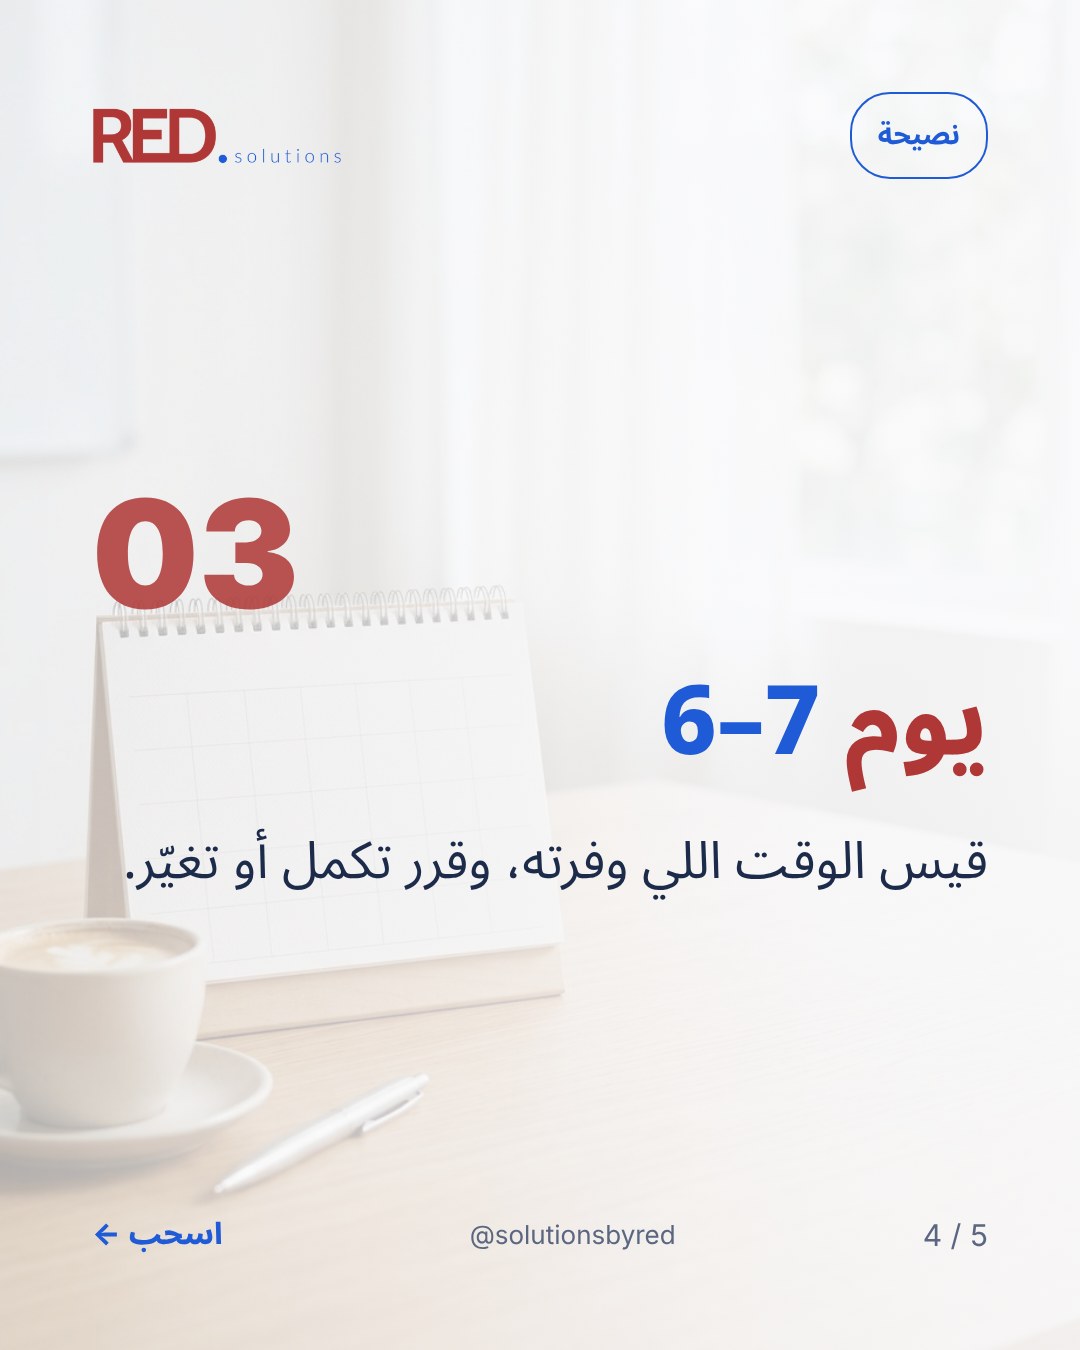 RED.solutions
نصيحة
03
يوم 6–7
قيس الوقت اللي وفرته، وقرر تكمل أو تغيّر.
اسحب ←
@solutionsbyred
4 / 5